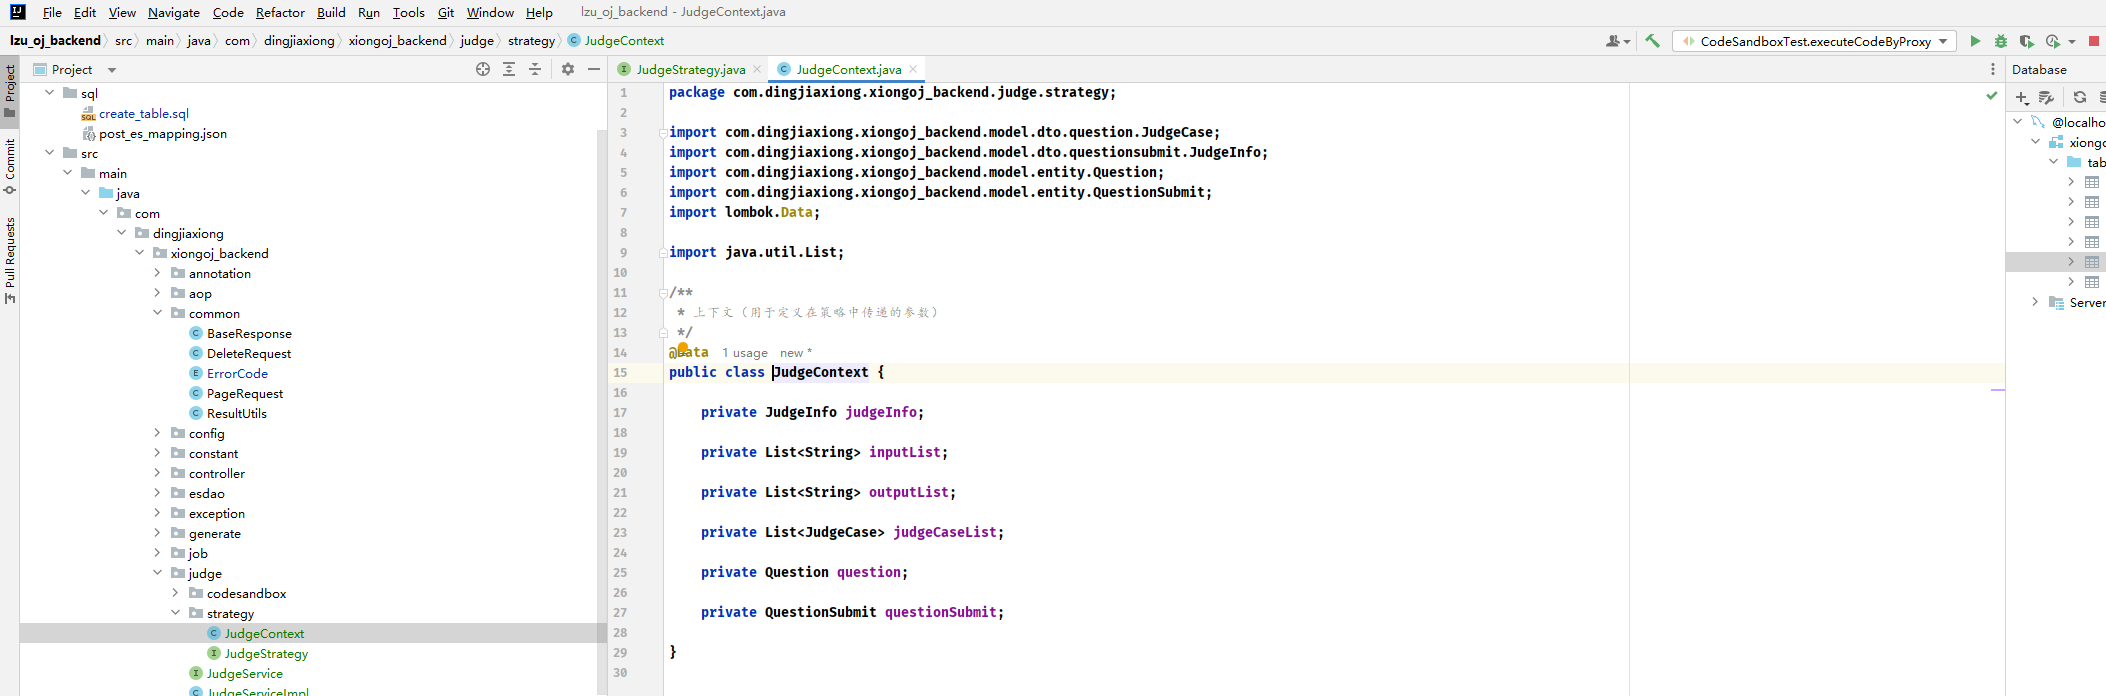 File Edit View Navigate Code Refactor Build Run Tools Git Window Help lzu_oj_backend - JudgeContext.java
lzu_oj_backend src main java com dingjiaxiong xiongoj_backend judge strategy JudgeContext
CodeSandboxTest.executeCodeByProxy
Project
Commit
Pull Requests
Project
sql
create_table.sql
post_es_mapping.json
src
main
java
com
dingjiaxiong
xiongoj_backend
annotation
aop
common
BaseResponse
DeleteRequest
ErrorCode
PageRequest
ResultUtils
config
constant
controller
esdao
exception
generate
job
judge
codesandbox
strategy
JudgeContext
JudgeStrategy
JudgeService
JudgeServiceImpl
JudgeStrategy.java JudgeContext.java
1 package com.dingjiaxiong.xiongoj_backend.judge.strategy;
2
3 import com.dingjiaxiong.xiongoj_backend.model.dto.question.JudgeCase;
4 import com.dingjiaxiong.xiongoj_backend.model.dto.questionsubmit.JudgeInfo;
5 import com.dingjiaxiong.xiongoj_backend.model.entity.Question;
6 import com.dingjiaxiong.xiongoj_backend.model.entity.QuestionSubmit;
7 import lombok.Data;
8
9 import java.util.List;
10
11 /**
12 * 上下文（用于定义在策略中传递的参数）
13 */
14 @Data 1 usage new *
15 public class JudgeContext {
16
17 private JudgeInfo judgeInfo;
18
19 private List<String> inputList;
20
21 private List<String> outputList;
22
23 private List<JudgeCase> judgeCaseList;
24
25 private Question question;
26
27 private QuestionSubmit questionSubmit;
28
29 }
30
Database
@localho
xiongo
tab
Server